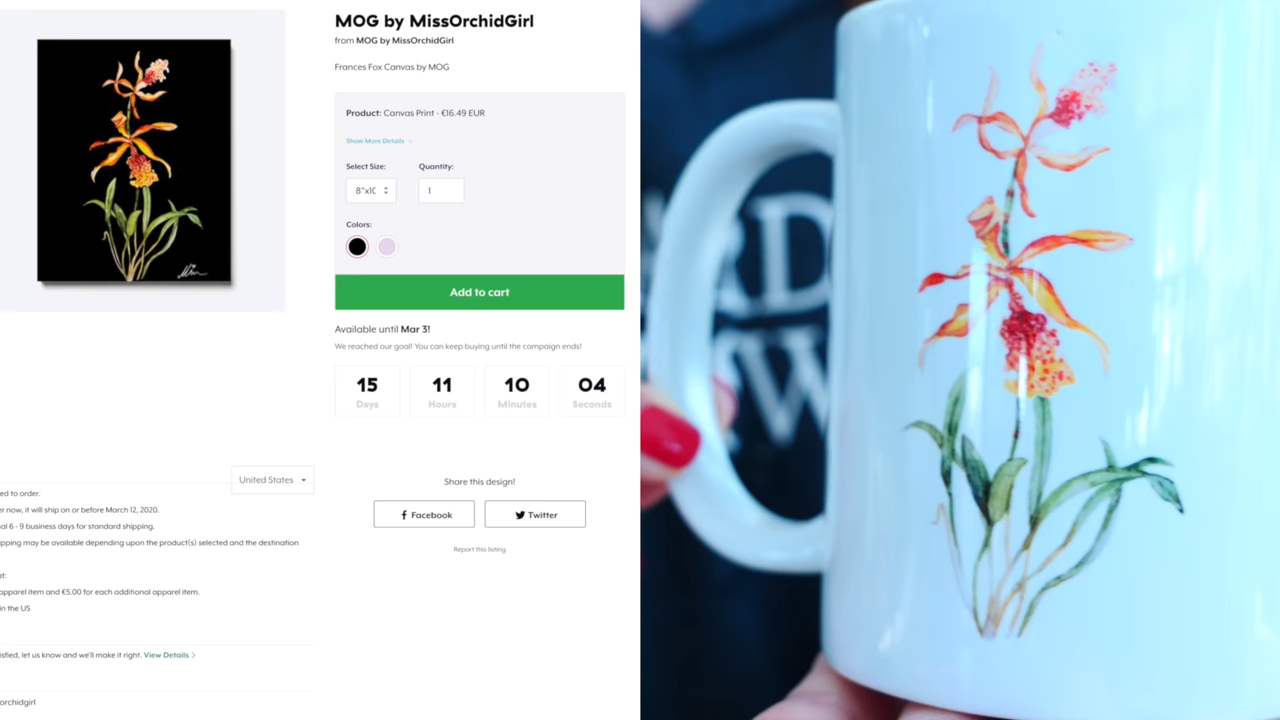 MOG by MissOrchidGirl
from MOG by MissOrchidGirl
Frances Fox Canvas by MOG
Product: Canvas Print - €16.49 EUR
Show More Details
Select Size: Quantity:
8"x1 1
Colors:
Add to cart
Available until Mar 3!
We reached our goal! You can keep buying until the campaign ends!
15 11 10 04
Days Hours Minutes Seconds
United States
ed to order.
er now, it will ship on or before March 12, 2020.
al 6 - 9 business days for standard shipping.
pping may be available depending upon the product(s) selected and the destination
at:
apparel item and €5.00 for each additional apparel item.
in the US
sfied, let us know and we'll make it right. View Details >
orchidgirl
Share this design!
Facebook Twitter
Report this listing